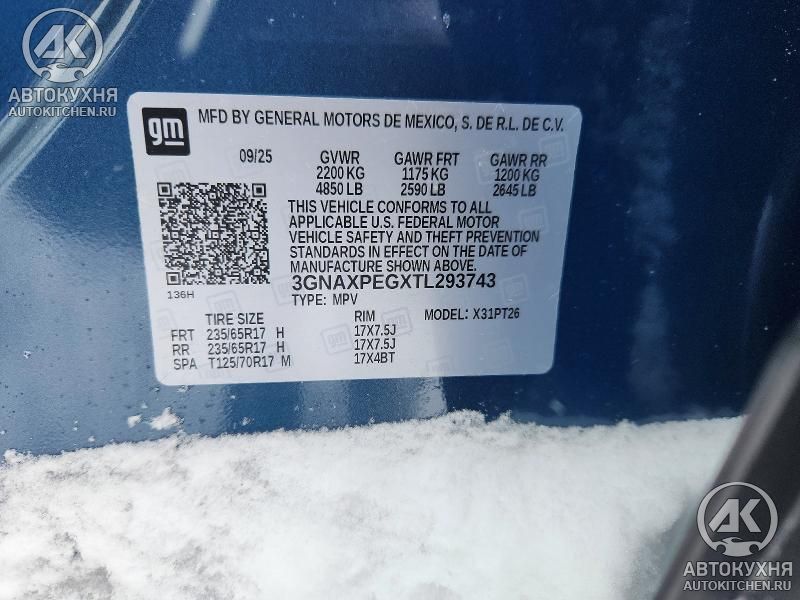 AK
АВТОКУХНЯ
AUTOKITCHEN.RU
gm
MFD BY GENERAL MOTORS DE MEXICO, S. DE R.L. DE C.V.
09/25 GVWR GAWR FRT GAWR RR
2200 KG 1175 KG 1200 KG
4850 LB 2590 LB 2645 LB
THIS VEHICLE CONFORMS TO ALL
APPLICABLE U.S. FEDERAL MOTOR
VEHICLE SAFETY AND THEFT PREVENTION
STANDARDS IN EFFECT ON THE DATE OF
MANUFACTURE SHOWN ABOVE.
3GNAXPEGXTL293743
136H
TYPE: MPV
TIRE SIZE RIM MODEL: X31PT26
FRT 235/65R17 H 17X7.5J
RR 235/65R17 H 17X7.5J
SPA T125/70R17 M 17X4BT
AK
АВТОКУХНЯ
AUTOKITCHEN.RU